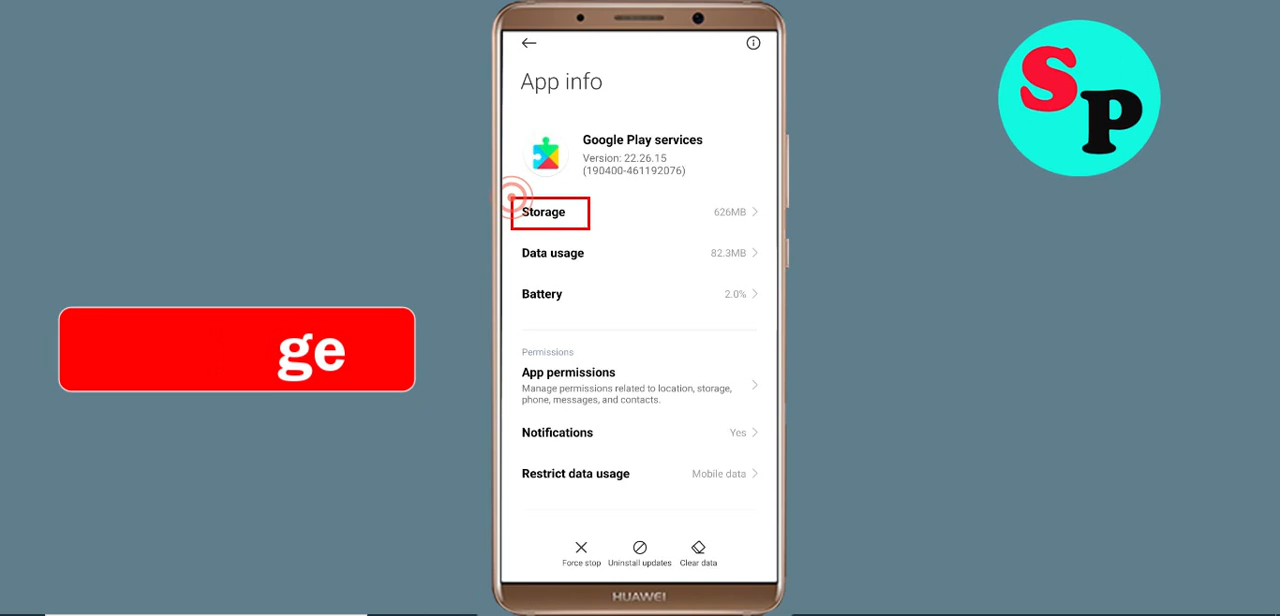 App info
Google Play services
Version: 22.26.15
(190400-461192076)
Storage 626MB
Data usage 82.3MB
Battery 2.0%
Permissions
App permissions
Manage permissions related to location, storage,
phone, messages, and contacts.
Notifications Yes
Restrict data usage Mobile data
Force stop Uninstall updates Clear data
HUAWEI
ge
SP